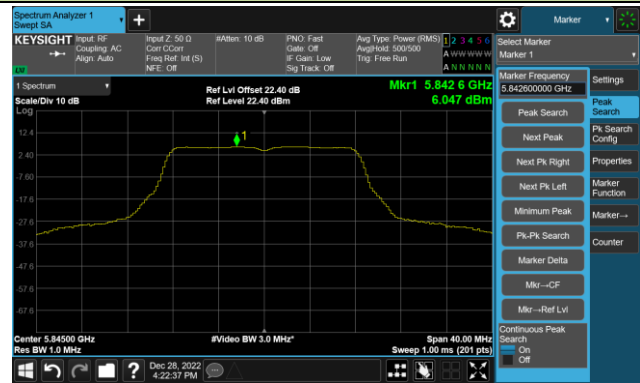 Spectrum Analyzer 1
Swept SA
Marker
KEYSIGHT
Input: RF
Coupling: AC
Align: Auto
Input Z: 50 Ω
Corr CCorr
Freq Ref: Int (S)
NFE: Off
#Atten: 10 dB
PNO: Fast
Gate: Off
IF Gain: Low
Sig Track: Off
Avg Type: Power (RMS)
Avg|Hold: 500/500
Trig: Free Run
1 2 3 4 5 6
A W W W W W
A N N N N N
Select Marker
Marker 1
LW
1 Spectrum
Scale/Div 10 dB
Log
Ref Lvl Offset 22.40 dB
Ref Level 22.40 dBm
Mkr1 5.842 6 GHz
6.047 dBm
12.4
2.40
-7.60
-17.6
-27.6
-37.6
-47.6
-57.6
-67.6
1
Center 5.84500 GHz
Res BW 1.0 MHz
#Video BW 3.0 MHz*
Span 40.00 MHz
Sweep 1.00 ms (201 pts)
Marker Frequency
5.842600000 GHz
Peak Search
Next Peak
Next Pk Right
Next Pk Left
Minimum Peak
Pk-Pk Search
Marker Delta
Mkr→CF
Mkr→Ref Lvl
Continuous Peak
Search
On
Off
Settings
Peak
Search
Pk Search
Config
Properties
Marker
Function
Marker→
Counter
?
Dec 28, 2022
4:22:37 PM